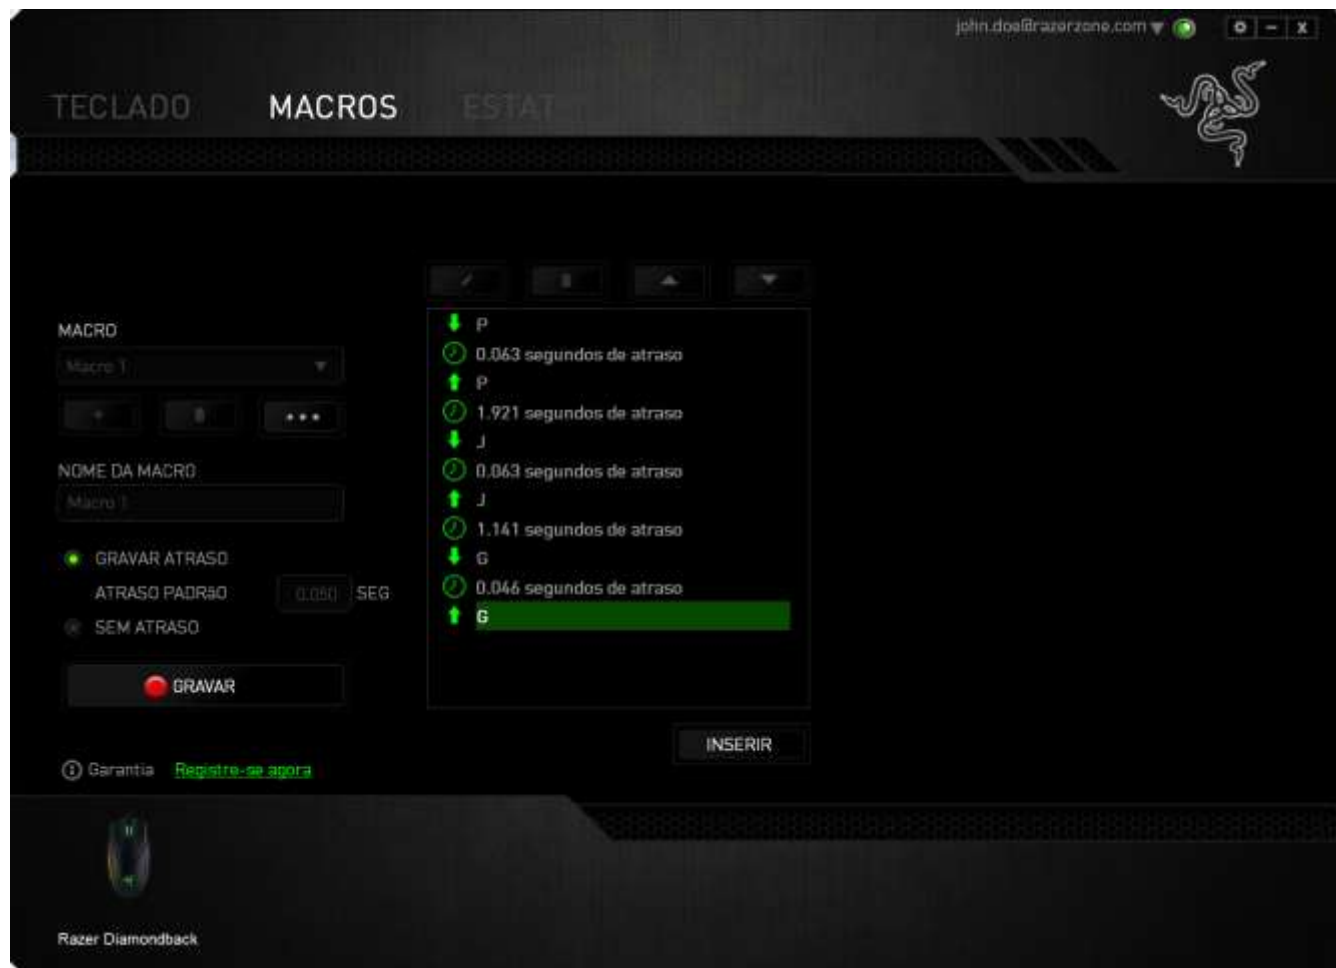 john.doe@razerzone.com
TECLADO MACROS ESTAT
MACRO
Macro 1
NOME DA MACRO
Macro 1
GRAVAR ATRASO
ATRASO PADRãO 0.050 SEG
SEM ATRASO
GRAVAR
P
0.063 segundos de atraso
P
1.921 segundos de atraso
J
0.063 segundos de atraso
J
1.141 segundos de atraso
G
0.046 segundos de atraso
G
INSERIR
Garantia Registre-se agora
Razer Diamondback